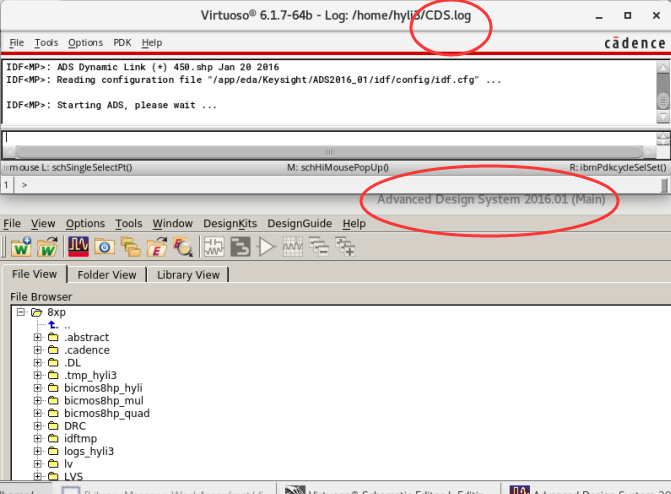 Virtuoso® 6.1.7-64b - Log: /home/hyli3/CDS.log
File Tools Options PDK Help
cādence
IDF<MP>: ADS Dynamic Link (*) 450.shp Jan 20 2016
IDF<MP>: Reading configuration file "/app/eda/Keysight/ADS2016_01/idf/config/idf.cfg" ...
IDF<MP>: Starting ADS, please wait ...
mouse L: schSingleSelectPt() M: schHiMousePopUp() R: ibmPdkcycleSelSet()
1 >
Advanced Design System 2016.01 (Main)
File View Options Tools Window DesignKits DesignGuide Help
File View Folder View Library View
File Browser
8xp
..
.abstract
.cadence
.DL
.tmp_hyli3
bicmos8hp_hyli
bicmos8hp_mul
bicmos8hp_quad
DRC
idftmp
logs_hyli3
lv
LVS
Virtuoso® Schematic Editor L Editin
Advanced Design System 20